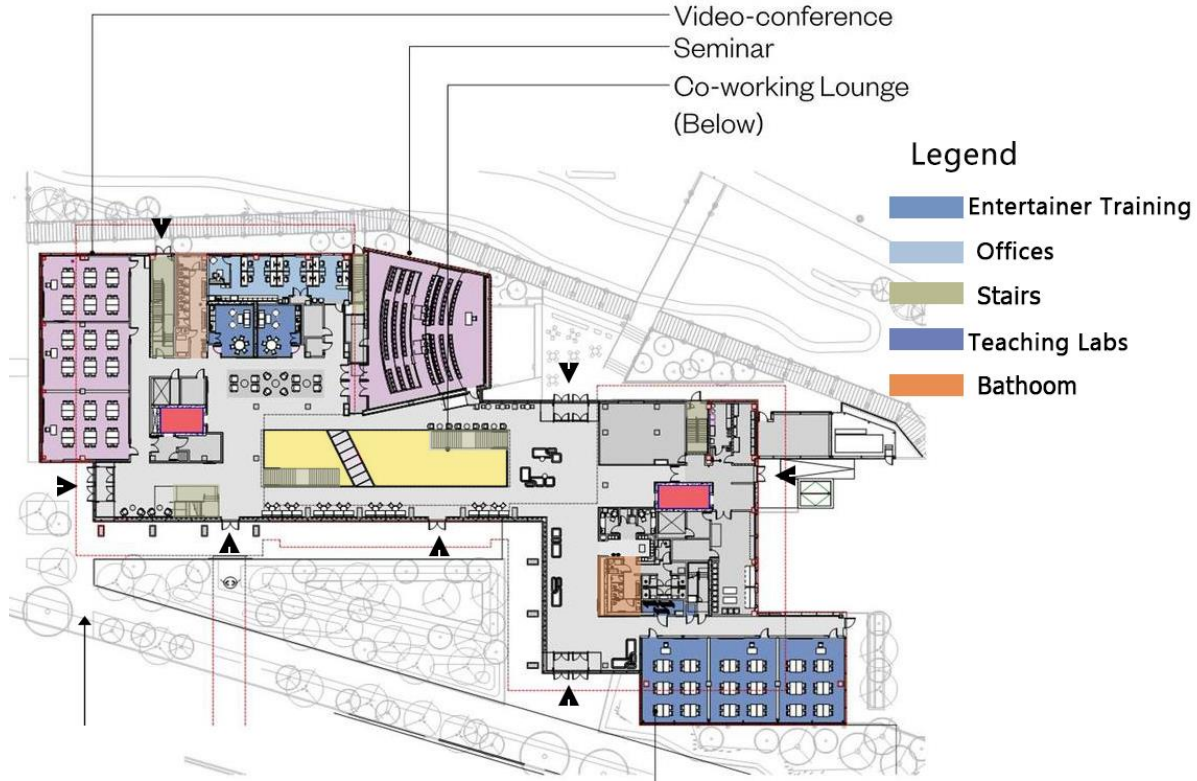 Video-conference
Seminar
Co-working Lounge
(Below)
Legend
Entertainer Training
Offices
Stairs
Teaching Labs
Bathoom